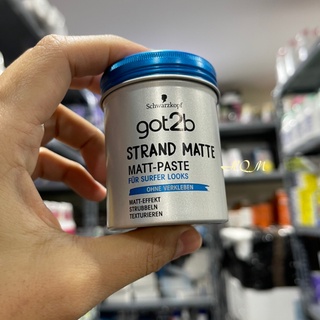 Schwarzkopf
got2b
STRAND MATTE
MATT-PASTE
FÜR SURFER LOOKS
OHNE VERKLEBEN
MATT-EFFEKT
STRUBBELN
TEXTURIEREN